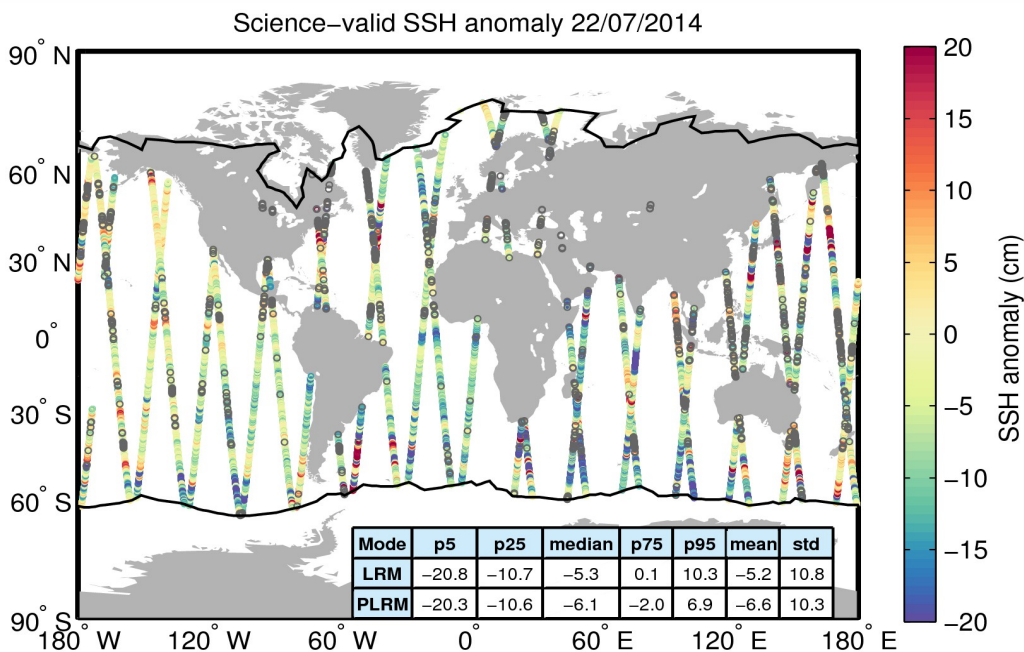 Science−valid SSH anomaly 22/07/2014
90° N
60° N
30° N
0°
30° S
60° S
90° S
180° W
120° W
60° W
0°
60° E
120° E
180° E
Mode p5 p25 median p75 p95 mean std
LRM −20.8 −10.7 −5.3 0.1 10.3 −5.2 10.8
PLRM −20.3 −10.6 −6.1 −2.0 6.9 −6.6 10.3
20
15
10
5
0
−5
−10
−15
−20
SSH anomaly (cm)